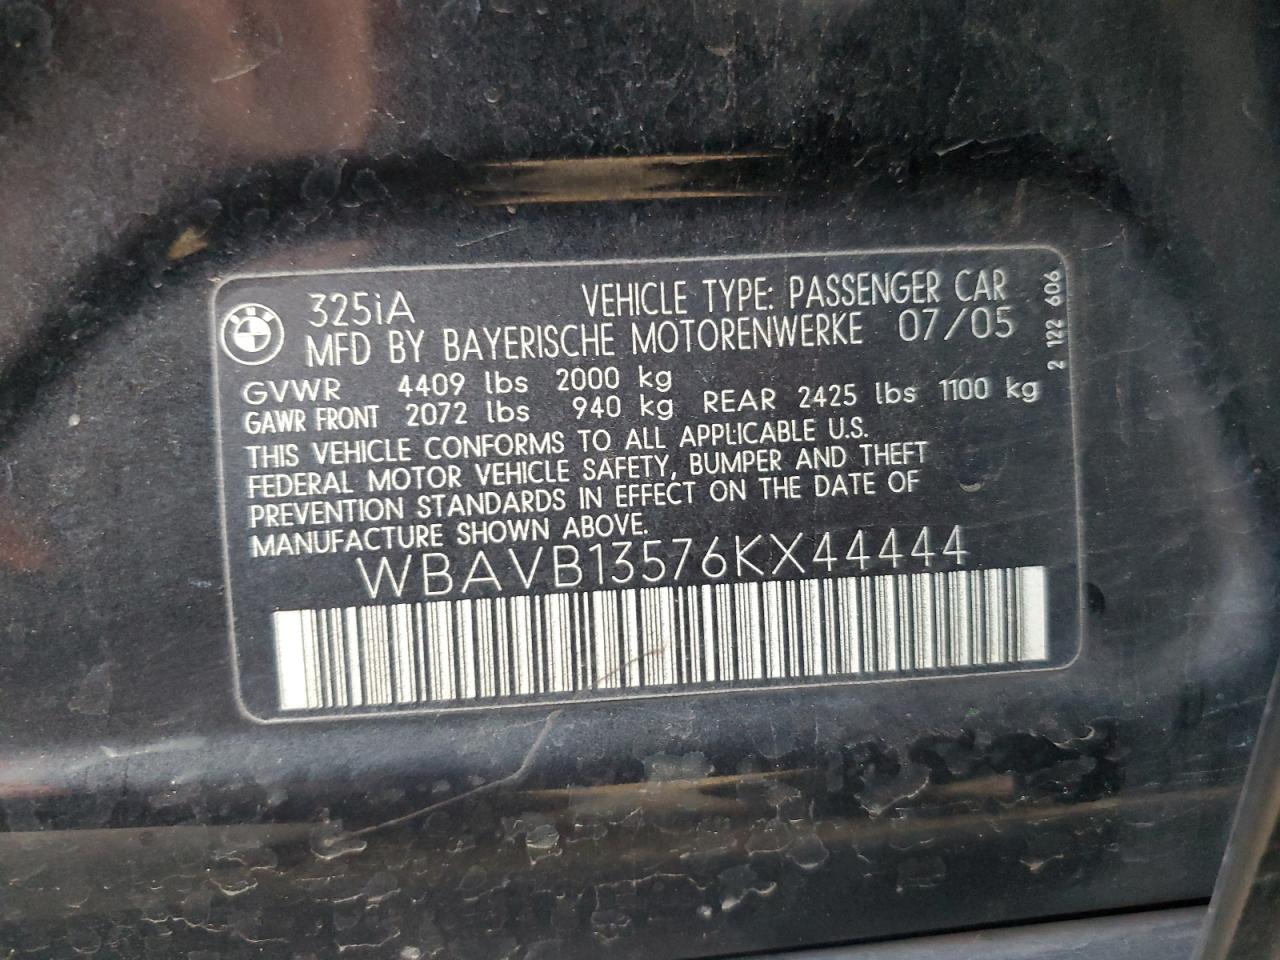 BMW
325iA VEHICLE TYPE: PASSENGER CAR
MFD BY BAYERISCHE MOTORENWERKE 07/05
GVWR 4409 lbs 2000 kg
GAWR FRONT 2072 lbs 940 kg REAR 2425 lbs 1100 kg
THIS VEHICLE CONFORMS TO ALL APPLICABLE U.S.
FEDERAL MOTOR VEHICLE SAFETY, BUMPER AND THEFT
PREVENTION STANDARDS IN EFFECT ON THE DATE OF
MANUFACTURE SHOWN ABOVE.
WBAVB13576KX44444
2 122 606